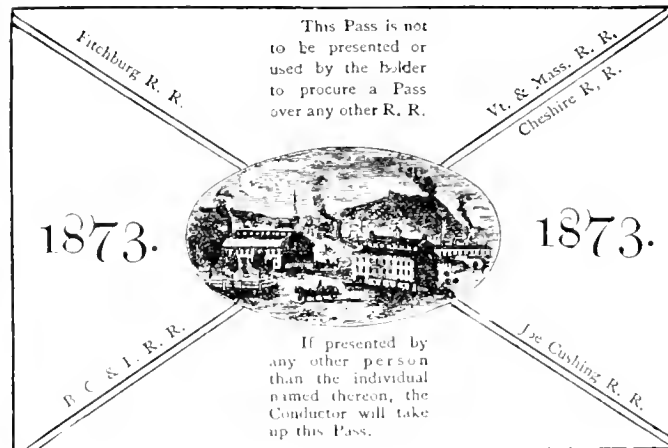 This Pass is not
to be presented or
used by the holder
to procure a Pass
over any other R. R.
Fitchburg R. R.
Vt. & Mass. R. R.
Cheshire R. R.
1873.
1873.
B. C. & F. R. R.
Joe Cushing R. R.
If presented by
any other person
than the individual
named thereon, the
Conductor will take
up this Pass.